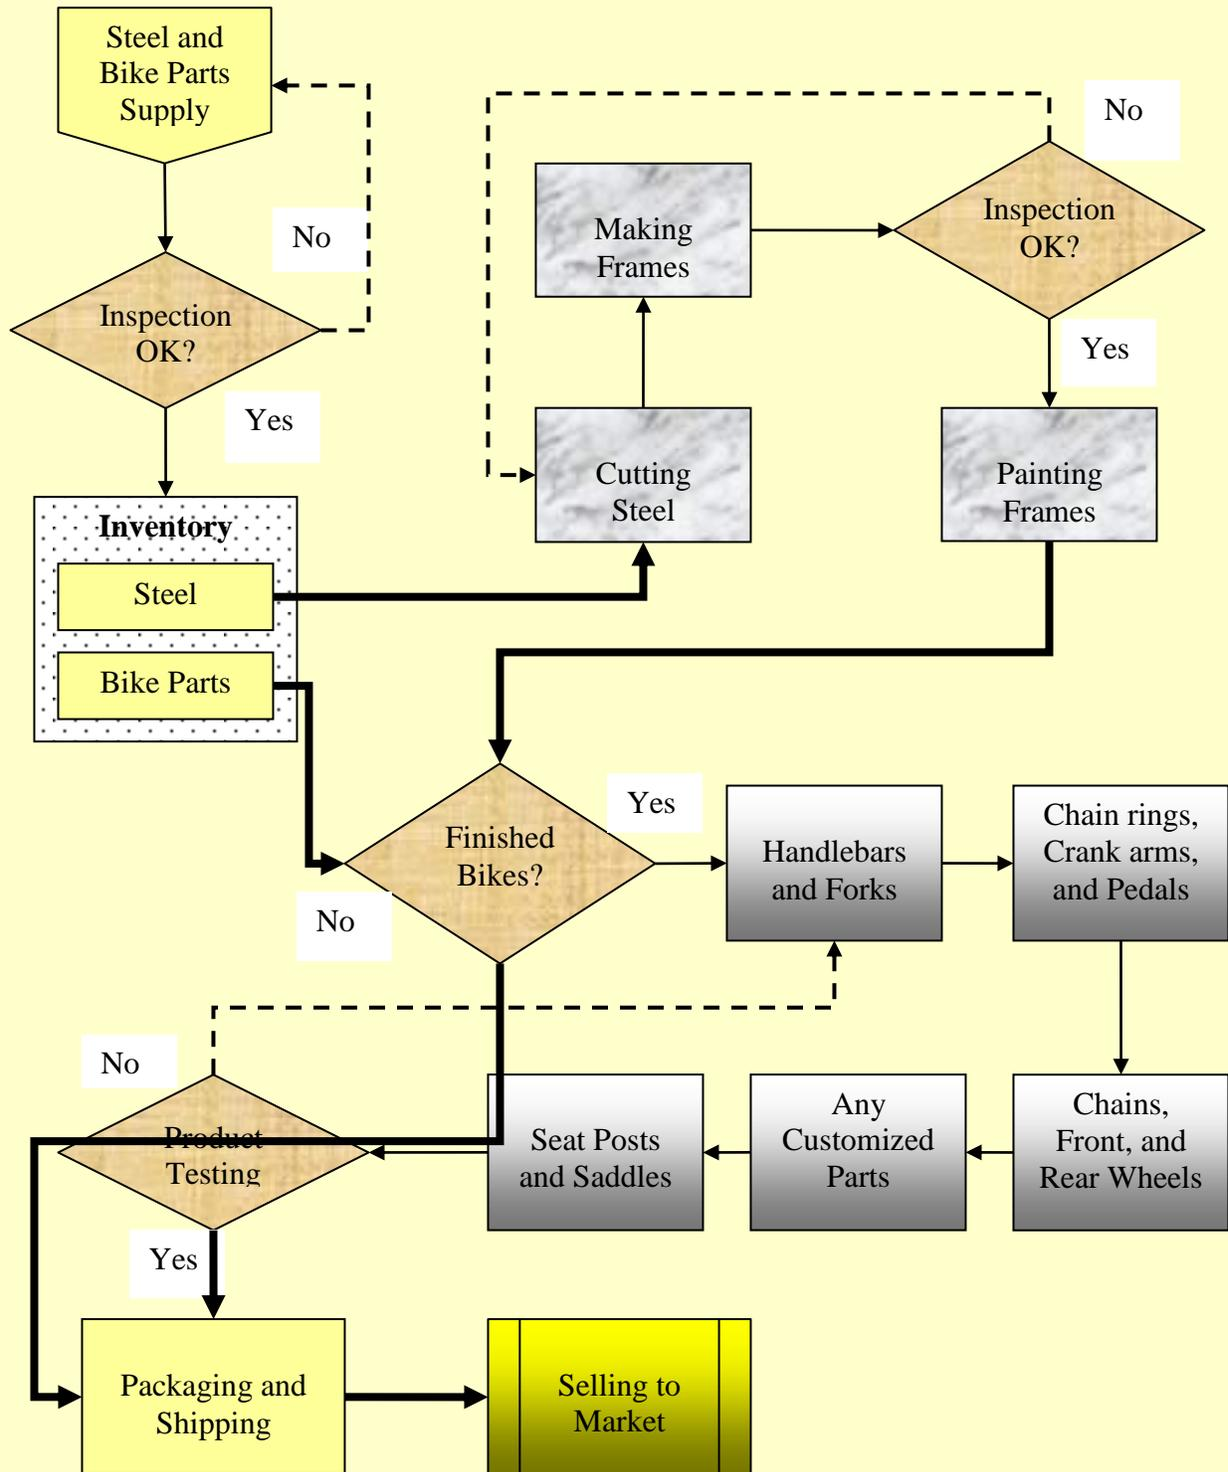 Steel and
Bike Parts
Supply
No
Inspection
OK?
Yes
Inventory
Steel
Bike Parts
Making
Frames
Inspection
OK?
No
Yes
Cutting
Steel
Painting
Frames
Finished
Bikes?
Yes
No
Handlebars
and Forks
Chain rings,
Crank arms,
and Pedals
Chains,
Front, and
Rear Wheels
Any
Customized
Parts
Seat Posts
and Saddles
No
Product
Testing
Yes
Packaging and
Shipping
Selling to
Market